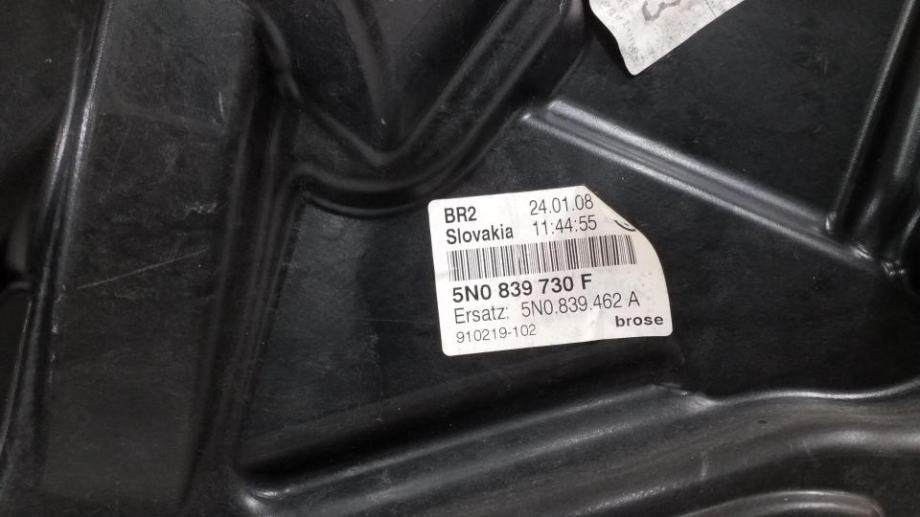 BR2 24.01.08
Slovakia 11:44:55
5N0 839 730 F
Ersatz: 5N0.839.462 A
910219-102 brose